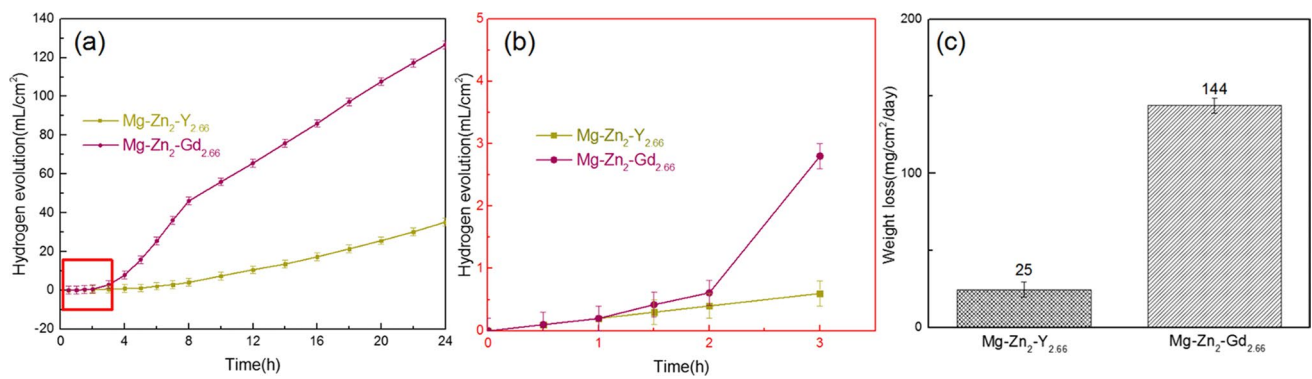 (a)
Hydrogen evolution(mL/cm²)
140
120
100
80
60
40
20
0
-20
Mg-Zn₂-Y₂.₆₆
Mg-Zn₂-Gd₂.₆₆
0 4 8 12 16 20 24
Time(h)
(b)
Hydrogen evolution(mL/cm²)
5
4
3
2
1
0
Mg-Zn₂-Y₂.₆₆
Mg-Zn₂-Gd₂.₆₆
0 1 2 3
Time(h)
(c)
Weight loss(mg/cm²/day)
200
100
0
25
144
Mg-Zn₂-Y₂.₆₆ Mg-Zn₂-Gd₂.₆₆